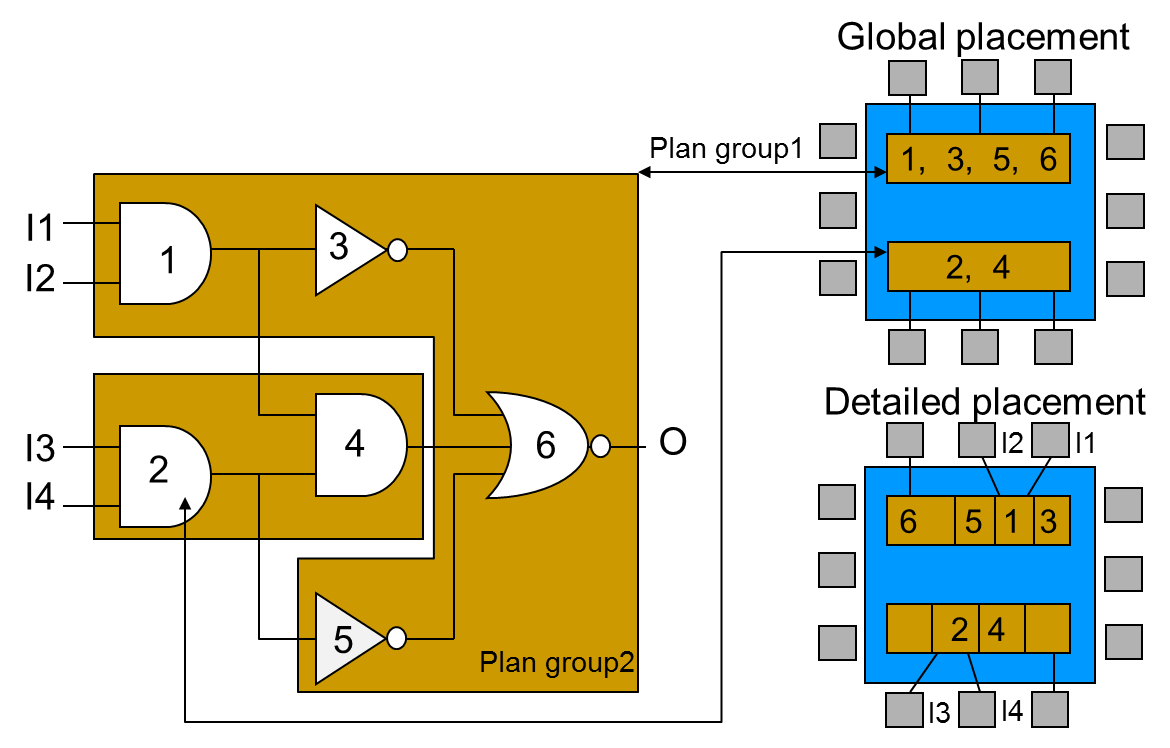 Global placement
Plan group1
1, 3, 5, 6
I1
1
3
I2
2, 4
Detailed placement
I2
I1
4
6
O
I3
2
I4
6
5
1
3
5
2
4
Plan group2
I3
I4